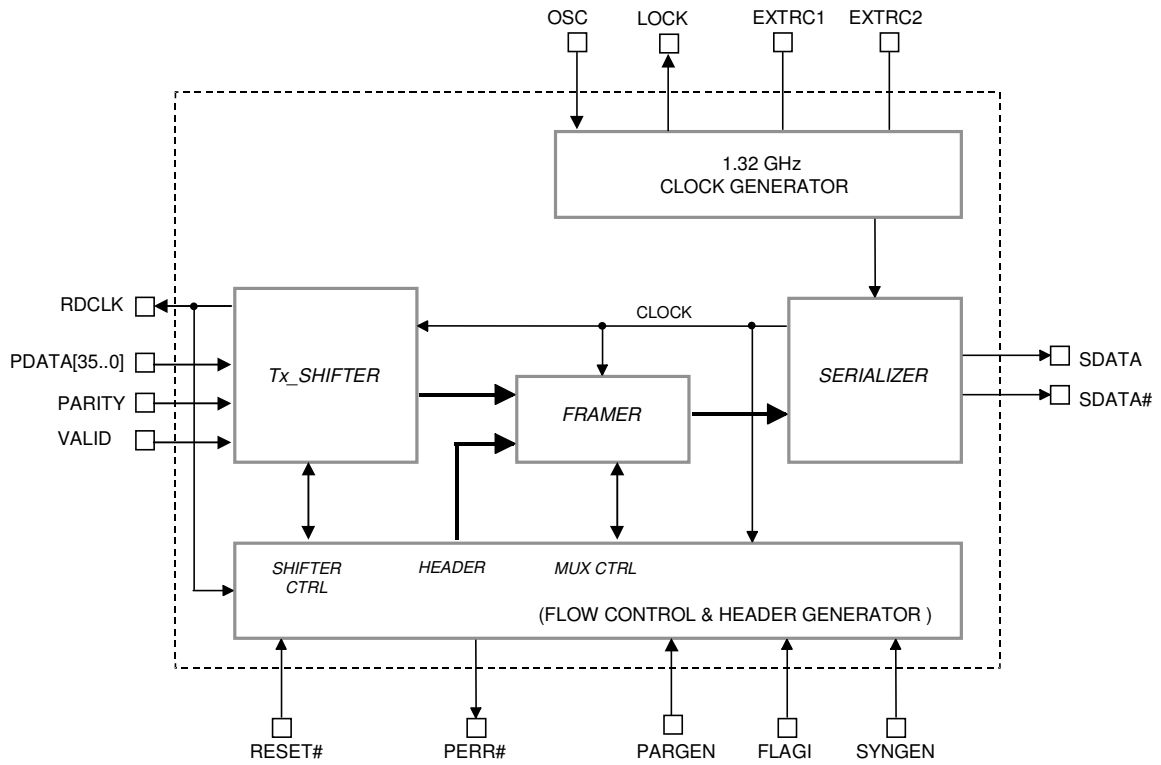 OSC LOCK EXTRC1 EXTRC2
1.32 GHz
CLOCK GENERATOR
RDCLK
CLOCK
PDATA[35..0]
Tx_SHIFTER
SERIALIZER
SDATA
PARITY
FRAMER
SDATA#
VALID
SHIFTER
CTRL
HEADER
MUX CTRL
(FLOW CONTROL & HEADER GENERATOR )
RESET# PERR# PARGEN FLAGI SYNGEN